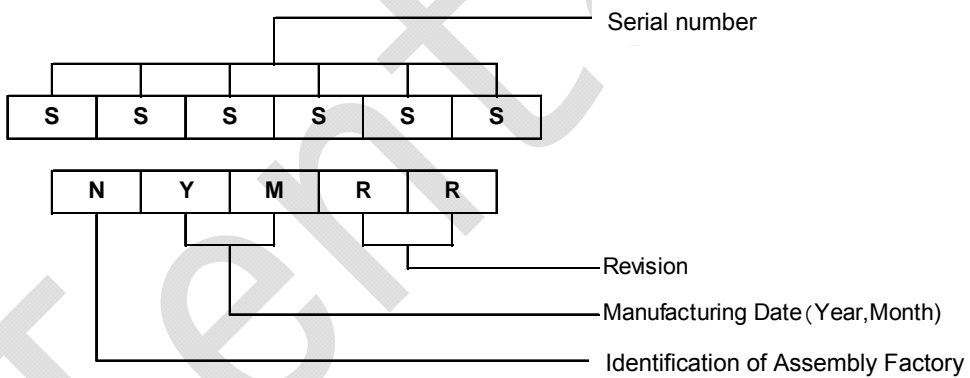 Serial number
S S S S S S
N Y M R R
Revision
Manufacturing Date (Year,Month)
Identification of Assembly Factory